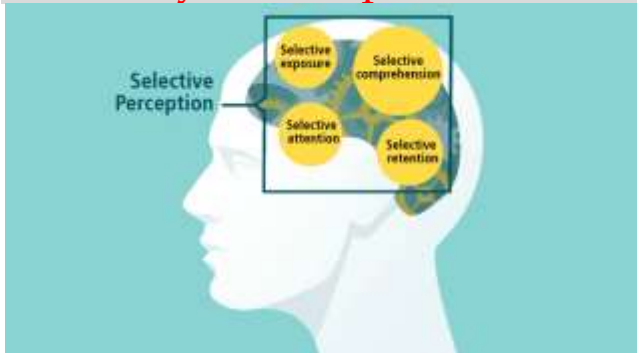 Selective
Perception
Selective
exposure
Selective
comprehension
Selective
attention
Selective
retention